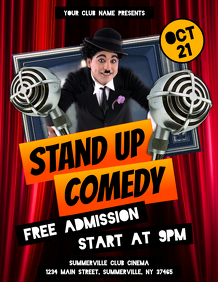 YOUR CLUB NAME PRESENTS
OCT
21
STAND UP
COMEDY
FREE ADMISSION
START AT 9PM
SUMMERVILLE CLUB CINEMA
1234 MAIN STREET, SUMMERVILLE, NY 37465